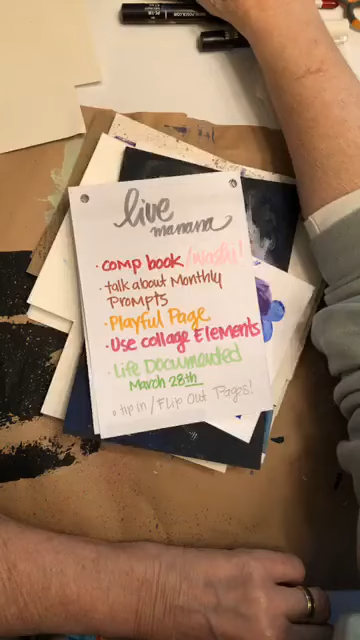 live
manana
• comp book /washi!
• talk about Monthly
Prompts
• Playful Page
• Use collage Elements
• Life Documented
March 28th
• tip in/Flip Out Pages!